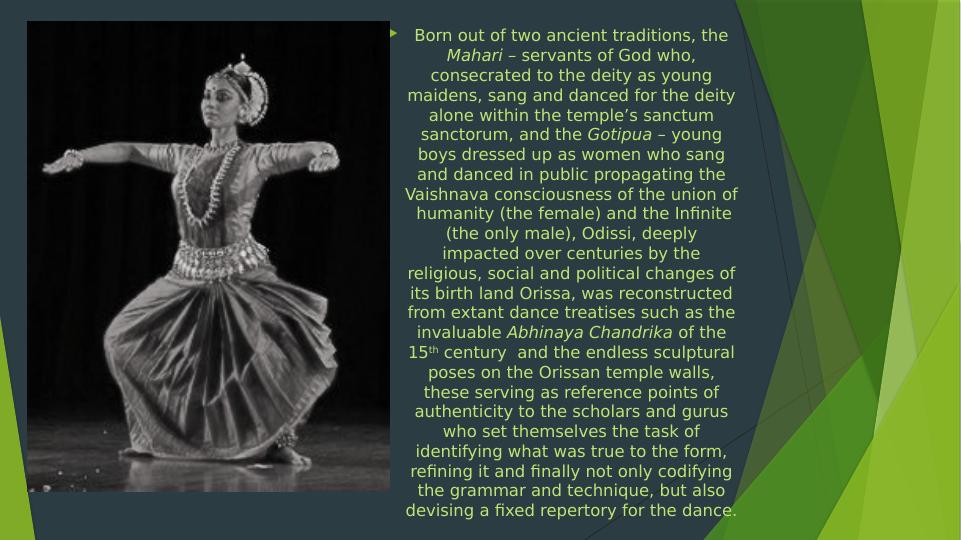 Born out of two ancient traditions, the
Mahari – servants of God who,
consecrated to the deity as young
maidens, sang and danced for the deity
alone within the temple’s sanctum
sanctorum, and the Gotipua – young
boys dressed up as women who sang
and danced in public propagating the
Vaishnava consciousness of the union of
humanity (the female) and the Infinite
(the only male), Odissi, deeply
impacted over centuries by the
religious, social and political changes of
its birth land Orissa, was reconstructed
from extant dance treatises such as the
invaluable Abhinaya Chandrika of the
15th century  and the endless sculptural
poses on the Orissan temple walls,
these serving as reference points of
authenticity to the scholars and gurus
who set themselves the task of
identifying what was true to the form,
refining it and finally not only codifying
the grammar and technique, but also
devising a fixed repertory for the dance.